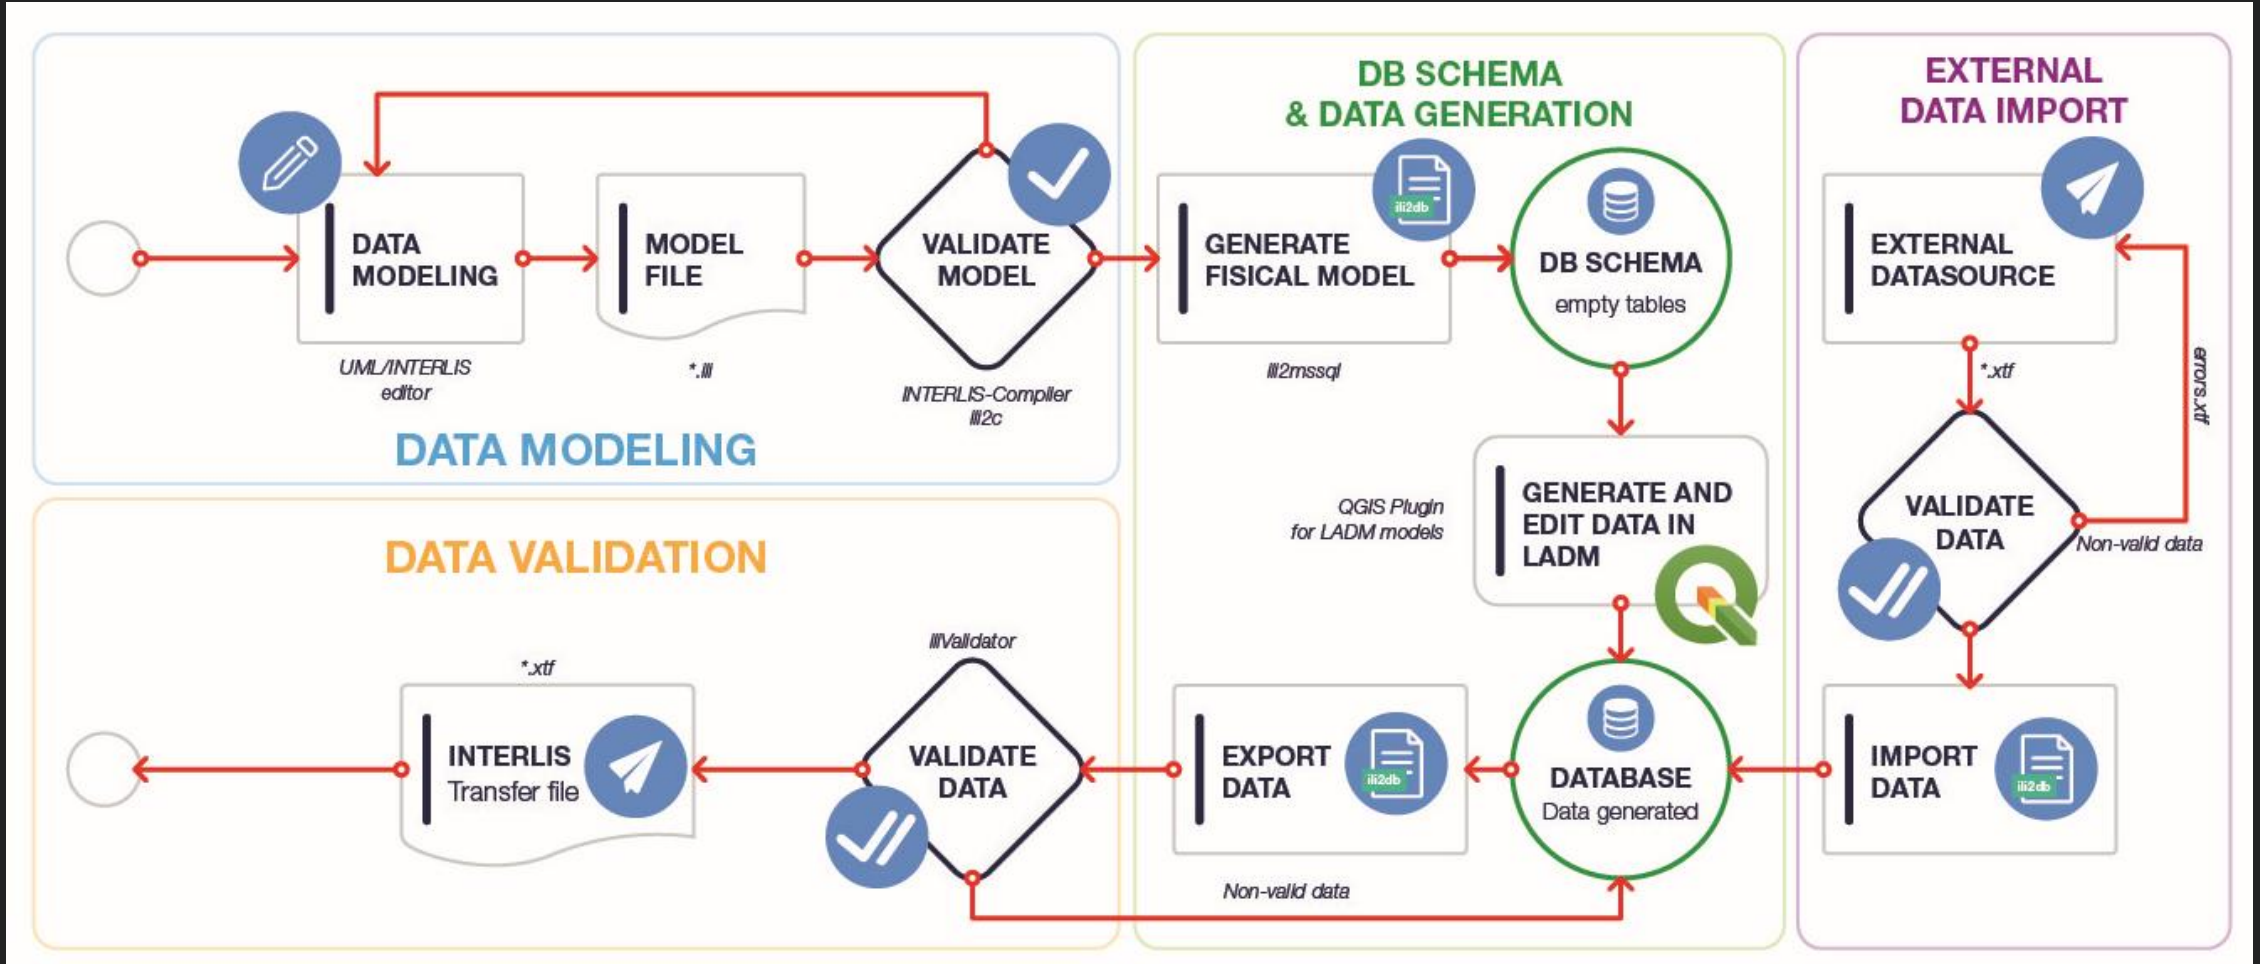 DATA
MODELING
UML/INTERLIS
editor
MODEL
FILE
*.ili
VALIDATE
MODEL
INTERLIS-Compiler
ili2c
DATA MODELING
DB SCHEMA
& DATA GENERATION
GENERATE
FISICAL MODEL
ili2db
ili2mssql
DB SCHEMA
empty tables
QGIS Plugin
for LADM models
GENERATE AND
EDIT DATA IN
LADM
DATABASE
Data generated
EXPORT
DATA
ili2db
Non-valid data
EXTERNAL
DATA IMPORT
EXTERNAL
DATASOURCE
*.xtf
errors.xtf
VALIDATE
DATA
Non-valid data
IMPORT
DATA
ili2db
DATA VALIDATION
iliValidator
VALIDATE
DATA
*.xtf
INTERLIS
Transfer file